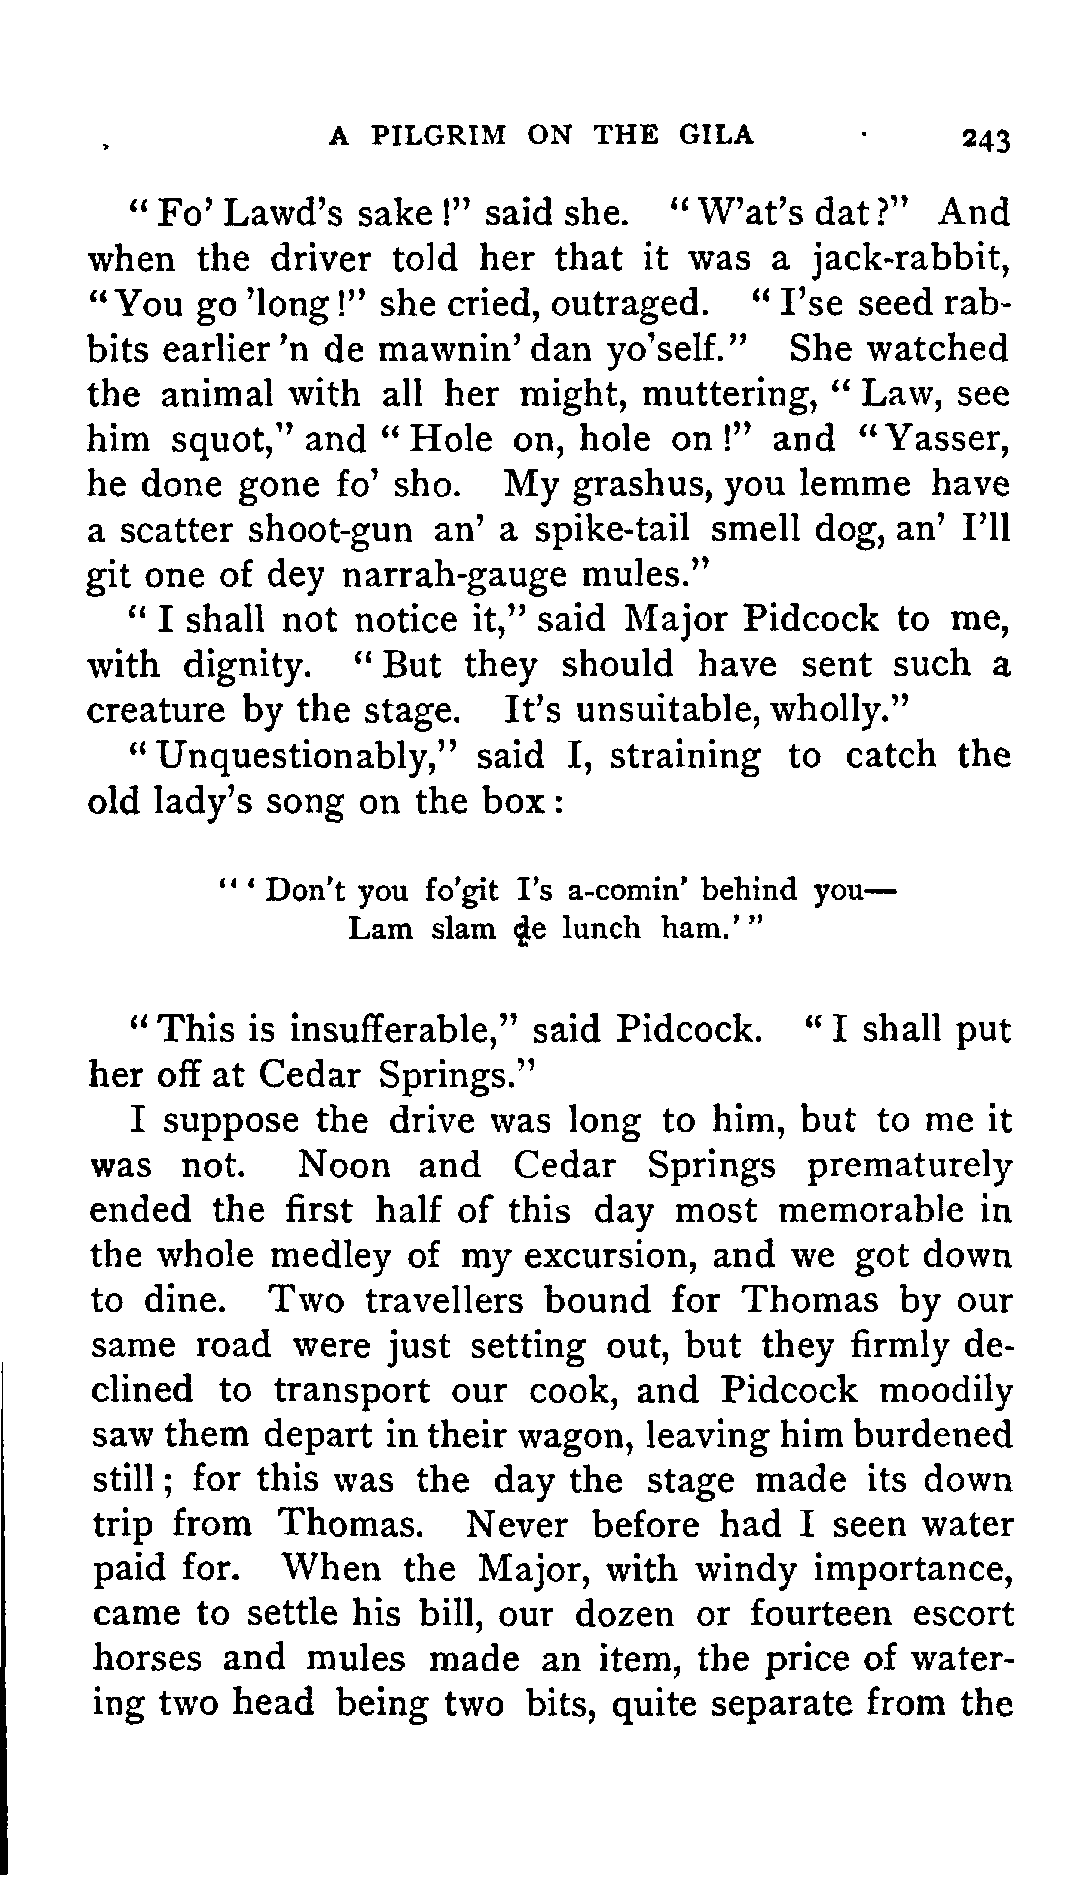 A PILGRIM ON THE GILA 243
"Fo' Lawd's sake!" said she. "W'at's dat?" And
when the driver told her that it was a jack-rabbit,
"You go 'long!" she cried, outraged. "I'se seed rab-
bits earlier 'n de mawnin' dan yo'self." She watched
the animal with all her might, muttering, "Law, see
him squot," and "Hole on, hole on!" and "Yasser,
he done gone fo' sho. My grashus, you lemme have
a scatter shoot-gun an' a spike-tail smell dog, an' I'll
git one of dey narrah-gauge mules."
"I shall not notice it," said Major Pidcock to me,
with dignity. "But they should have sent such a
creature by the stage. It's unsuitable, wholly."
"Unquestionably," said I, straining to catch the
old lady's song on the box:
"'Don't you fo'git I's a-comin' behind you—
Lam slam de lunch ham.'"
"This is insufferable," said Pidcock. "I shall put
her off at Cedar Springs."
I suppose the drive was long to him, but to me it
was not. Noon and Cedar Springs prematurely
ended the first half of this day most memorable in
the whole medley of my excursion, and we got down
to dine. Two travellers bound for Thomas by our
same road were just setting out, but they firmly de-
clined to transport our cook, and Pidcock moodily
saw them depart in their wagon, leaving him burdened
still; for this was the day the stage made its down
trip from Thomas. Never before had I seen water
paid for. When the Major, with windy importance,
came to settle his bill, our dozen or fourteen escort
horses and mules made an item, the price of water-
ing two head being two bits, quite separate from the